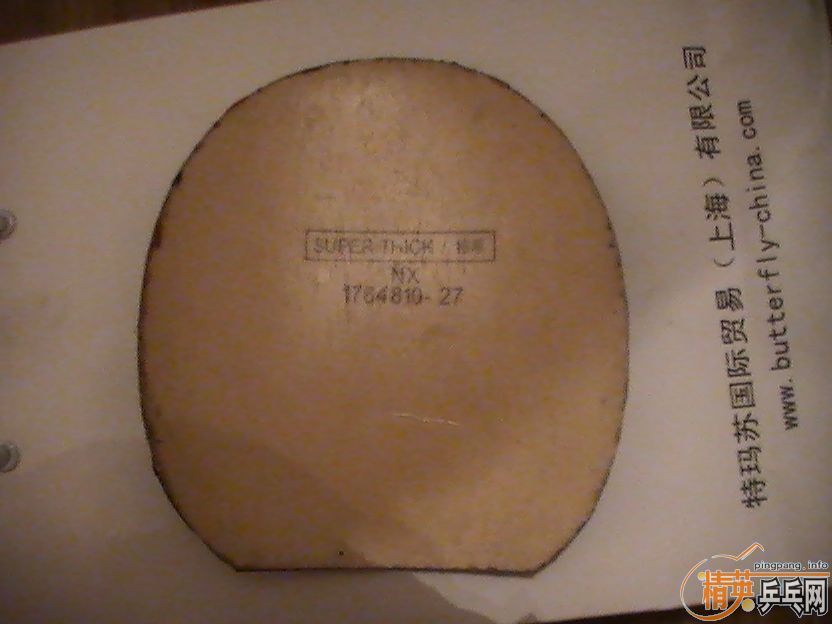 SUPER THICK / 特厚
NX
1764810- 27
特玛苏国际贸易（上海）有限公司
www.butterfly-china.com
pingpang.info
精英乒乓网